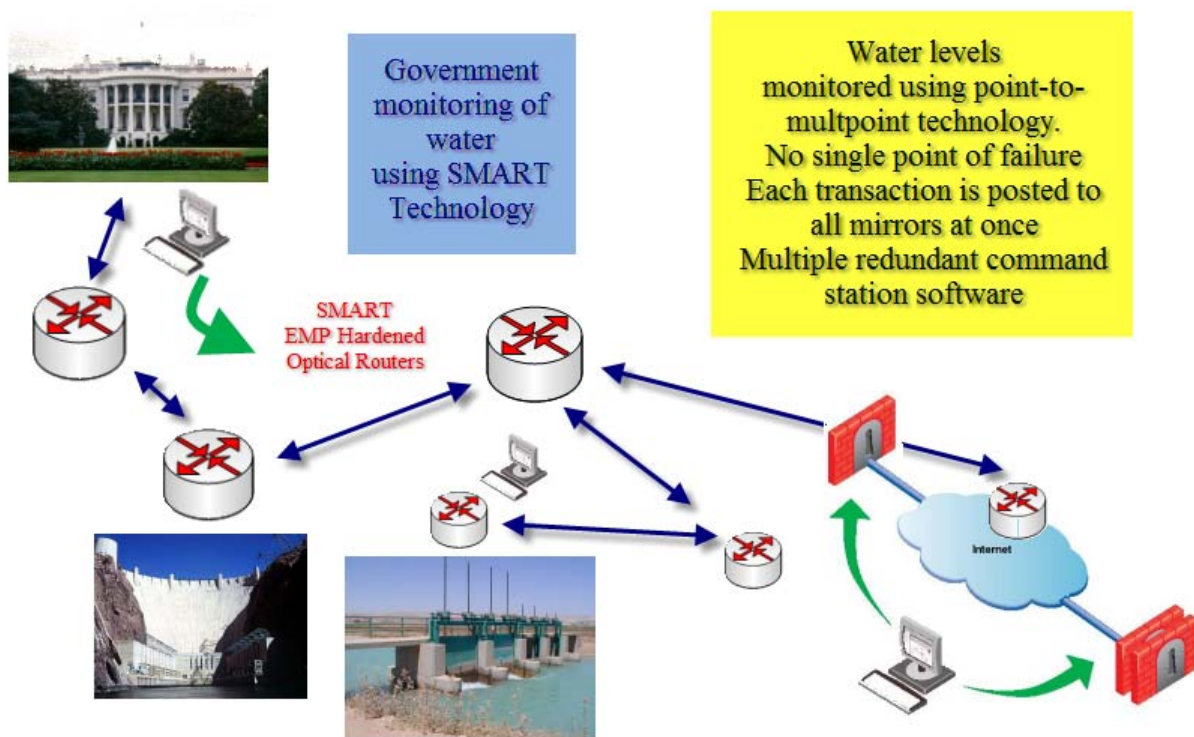 Government
monitoring of
water
using SMART
Technology
Water levels
monitored using point-to-
multpoint technology.
No single point of failure
Each transaction is posted to
all mirrors at once
Multiple redundant command
station software
SMART
EMP Hardened
Optical Routers
Internet